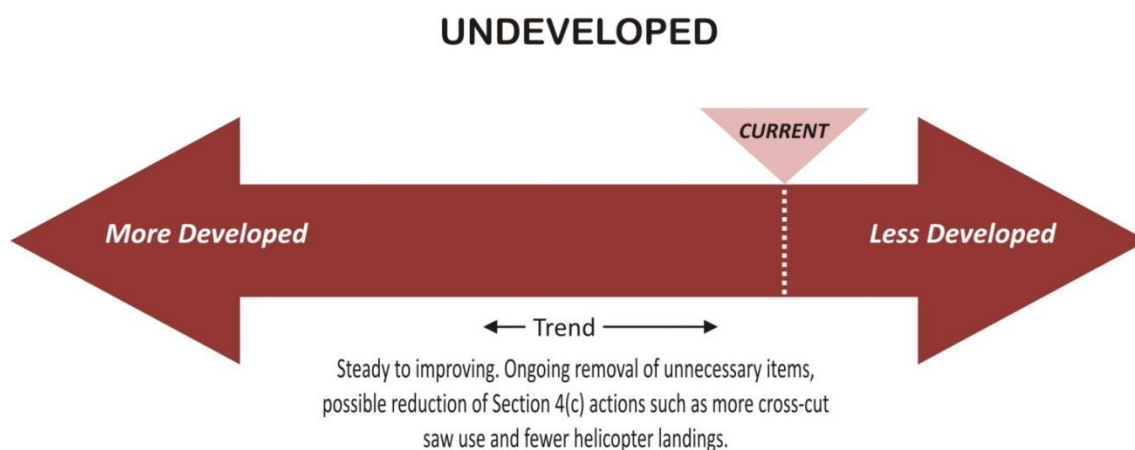 UNDEVELOPED
CURRENT
More Developed
Less Developed
Trend
Steady to improving. Ongoing removal of unnecessary items,
possible reduction of Section 4(c) actions such as more cross-cut
saw use and fewer helicopter landings.